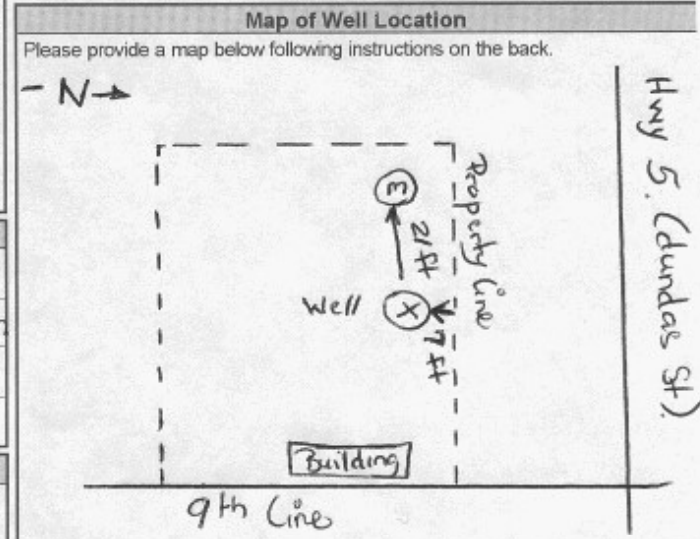 Map of Well Location
Please provide a map below following instructions on the back.
- N→
Hwy 5. (dundas St).
Property line
21 ft
Well
X
7 ft
Building
9th Line